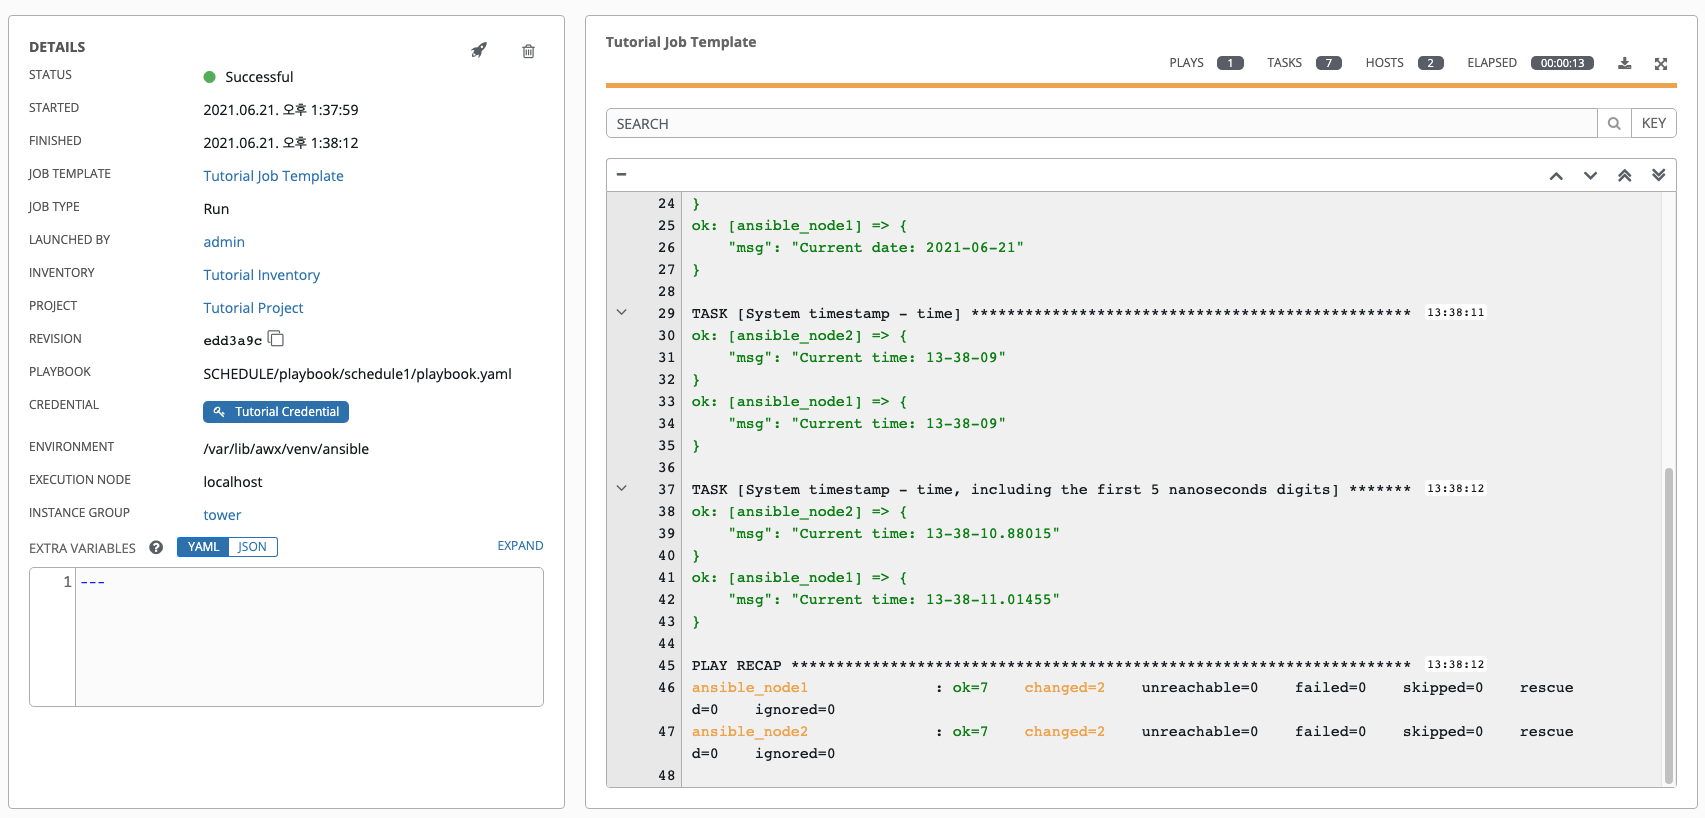 DETAILS
STATUS Successful
STARTED 2021.06.21. 오후 1:37:59
FINISHED 2021.06.21. 오후 1:38:12
JOB TEMPLATE Tutorial Job Template
JOB TYPE Run
LAUNCHED BY admin
INVENTORY Tutorial Inventory
PROJECT Tutorial Project
REVISION edd3a9c
PLAYBOOK SCHEDULE/playbook/schedule1/playbook.yaml
CREDENTIAL Tutorial Credential
ENVIRONMENT /var/lib/awx/venv/ansible
EXECUTION NODE localhost
INSTANCE GROUP tower
EXTRA VARIABLES ? YAML JSON EXPAND
1 ---
Tutorial Job Template
PLAYS 1 TASKS 7 HOSTS 2 ELAPSED 00:00:13
SEARCH KEY
24 }
25 ok: [ansible_node1] => {
26 "msg": "Current date: 2021-06-21"
27 }
28
29 TASK [System timestamp - time] ************************************************* 13:38:11
30 ok: [ansible_node2] => {
31 "msg": "Current time: 13-38-09"
32 }
33 ok: [ansible_node1] => {
34 "msg": "Current time: 13-38-09"
35 }
36
37 TASK [System timestamp - time, including the first 5 nanoseconds digits] ******* 13:38:12
38 ok: [ansible_node2] => {
39 "msg": "Current time: 13-38-10.88015"
40 }
41 ok: [ansible_node1] => {
42 "msg": "Current time: 13-38-11.01455"
43 }
44
45 PLAY RECAP ********************************************************************* 13:38:12
46 ansible_node1 : ok=7 changed=2 unreachable=0 failed=0 skipped=0 rescue
d=0 ignored=0
47 ansible_node2 : ok=7 changed=2 unreachable=0 failed=0 skipped=0 rescue
d=0 ignored=0
48